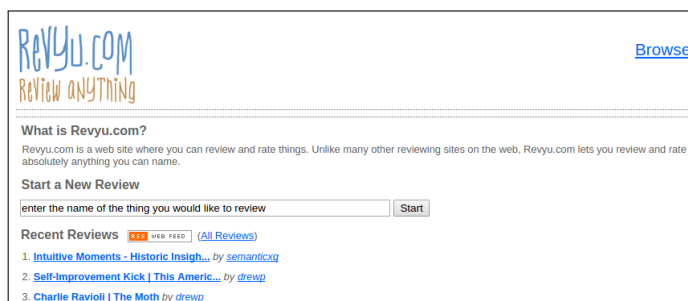 Revyu.com
Review anything
Browse
What is Revyu.com?
Revyu.com is a web site where you can review and rate things. Unlike many other reviewing sites on the web, Revyu.com lets you review and rate
absolutely anything you can name.
Start a New Review
enter the name of the thing you would like to review Start
Recent Reviews RSS WEB FEED (All Reviews)
1. Intuitive Moments - Historic Insigh... by semanticxq
2. Self-Improvement Kick | This Americ... by drewp
3. Charlie Ravioli | The Moth by drewp